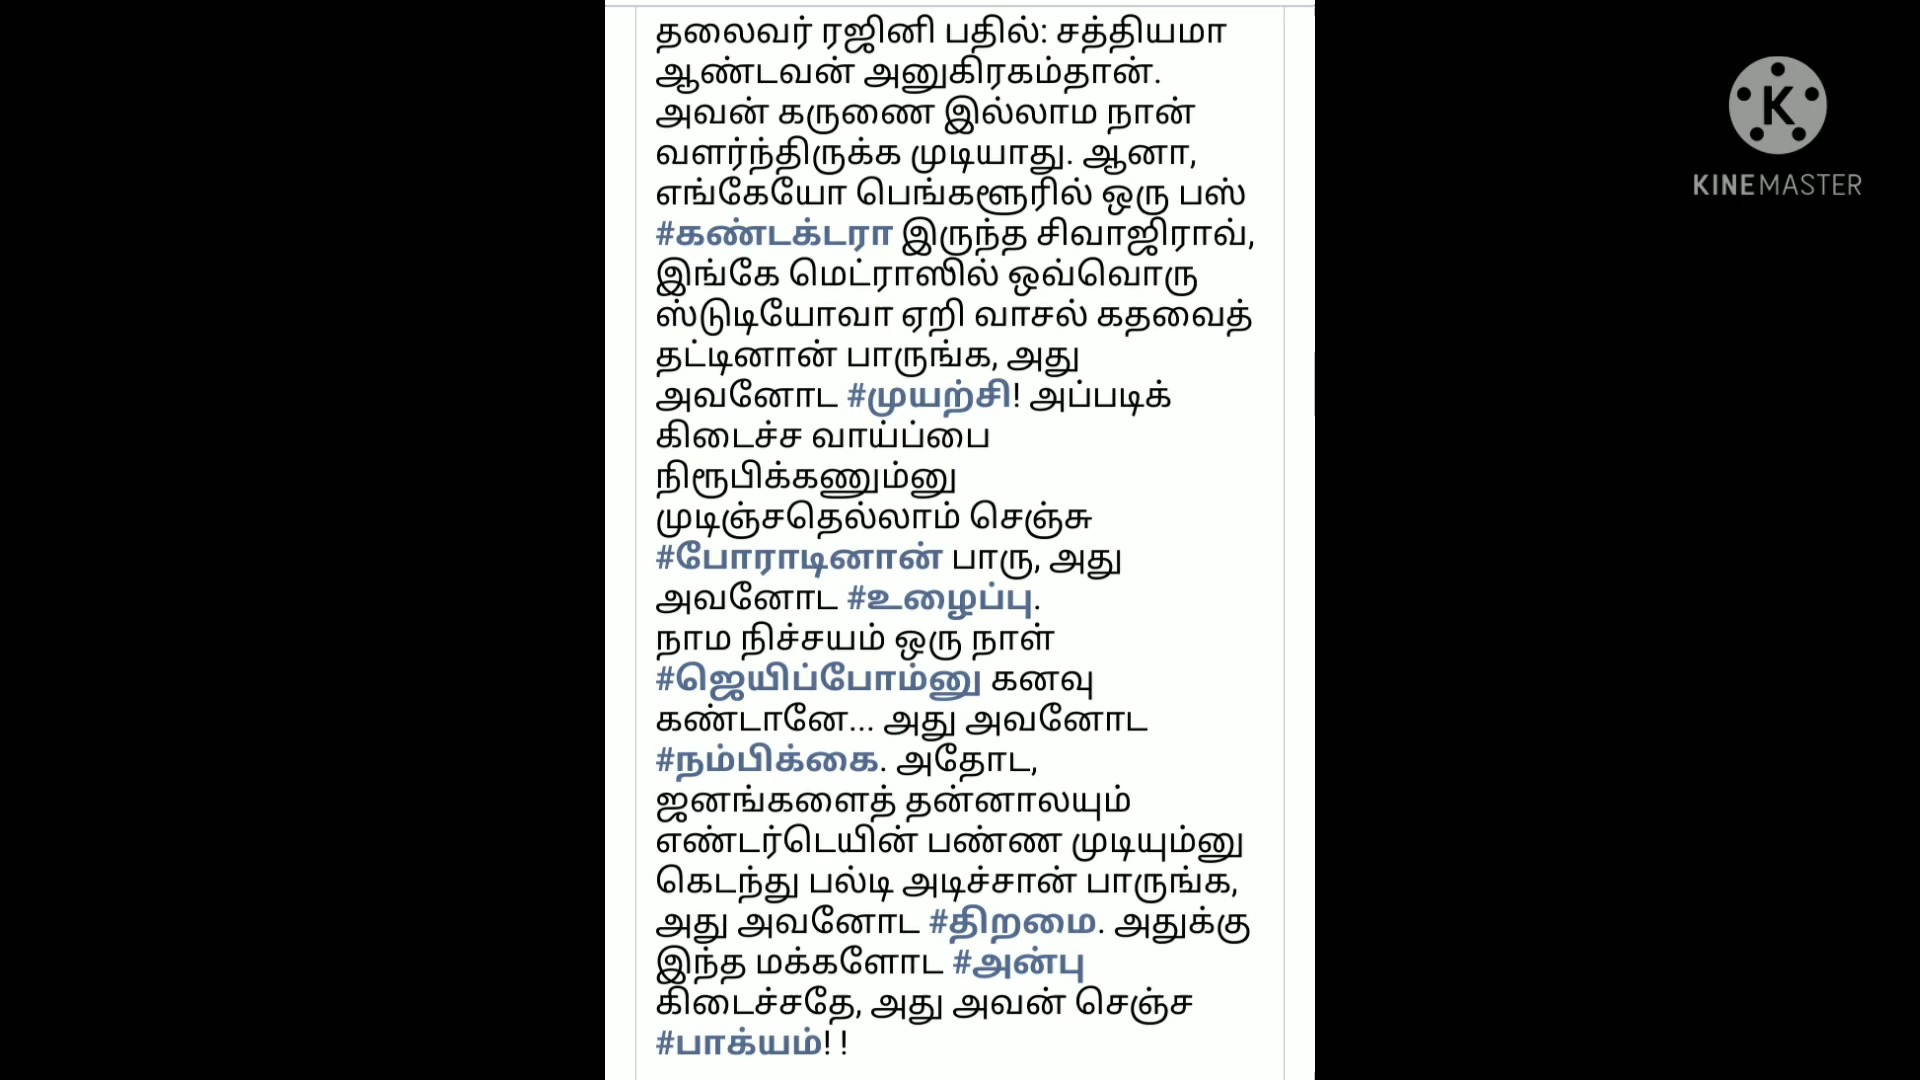 தலைவர் ரஜினி பதில்: சத்தியமா
ஆண்டவன் அனுகிரகம்தான்.
அவன் கருணை இல்லாம நான்
வளர்ந்திருக்க முடியாது. ஆனா,
எங்கேயோ பெங்களூரில் ஒரு பஸ்
#கண்டக்டரா இருந்த சிவாஜிராவ்,
இங்கே மெட்ராஸில் ஒவ்வொரு
ஸ்டுடியோவா ஏறி வாசல் கதவைத்
தட்டினான் பாருங்க, அது
அவனோட #முயற்சி! அப்படிக்
கிடைச்ச வாய்ப்பை
நிரூபிக்கணும்னு
முடிஞ்சதெல்லாம் செஞ்சு
#போராடினான் பாரு, அது
அவனோட #உழைப்பு.
நாம நிச்சயம் ஒரு நாள்
#ஜெயிப்போம்னு கனவு
கண்டானே... அது அவனோட
#நம்பிக்கை. அதோட,
ஜனங்களைத் தன்னாலயும்
எண்டர்டெயின் பண்ண முடியும்னு
கெடந்து பல்டி அடிச்சான் பாருங்க,
அது அவனோட #திறமை. அதுக்கு
இந்த மக்களோட #அன்பு
கிடைச்சதே, அது அவன் செஞ்ச
#பாக்யம்! !
K
KINEMASTER